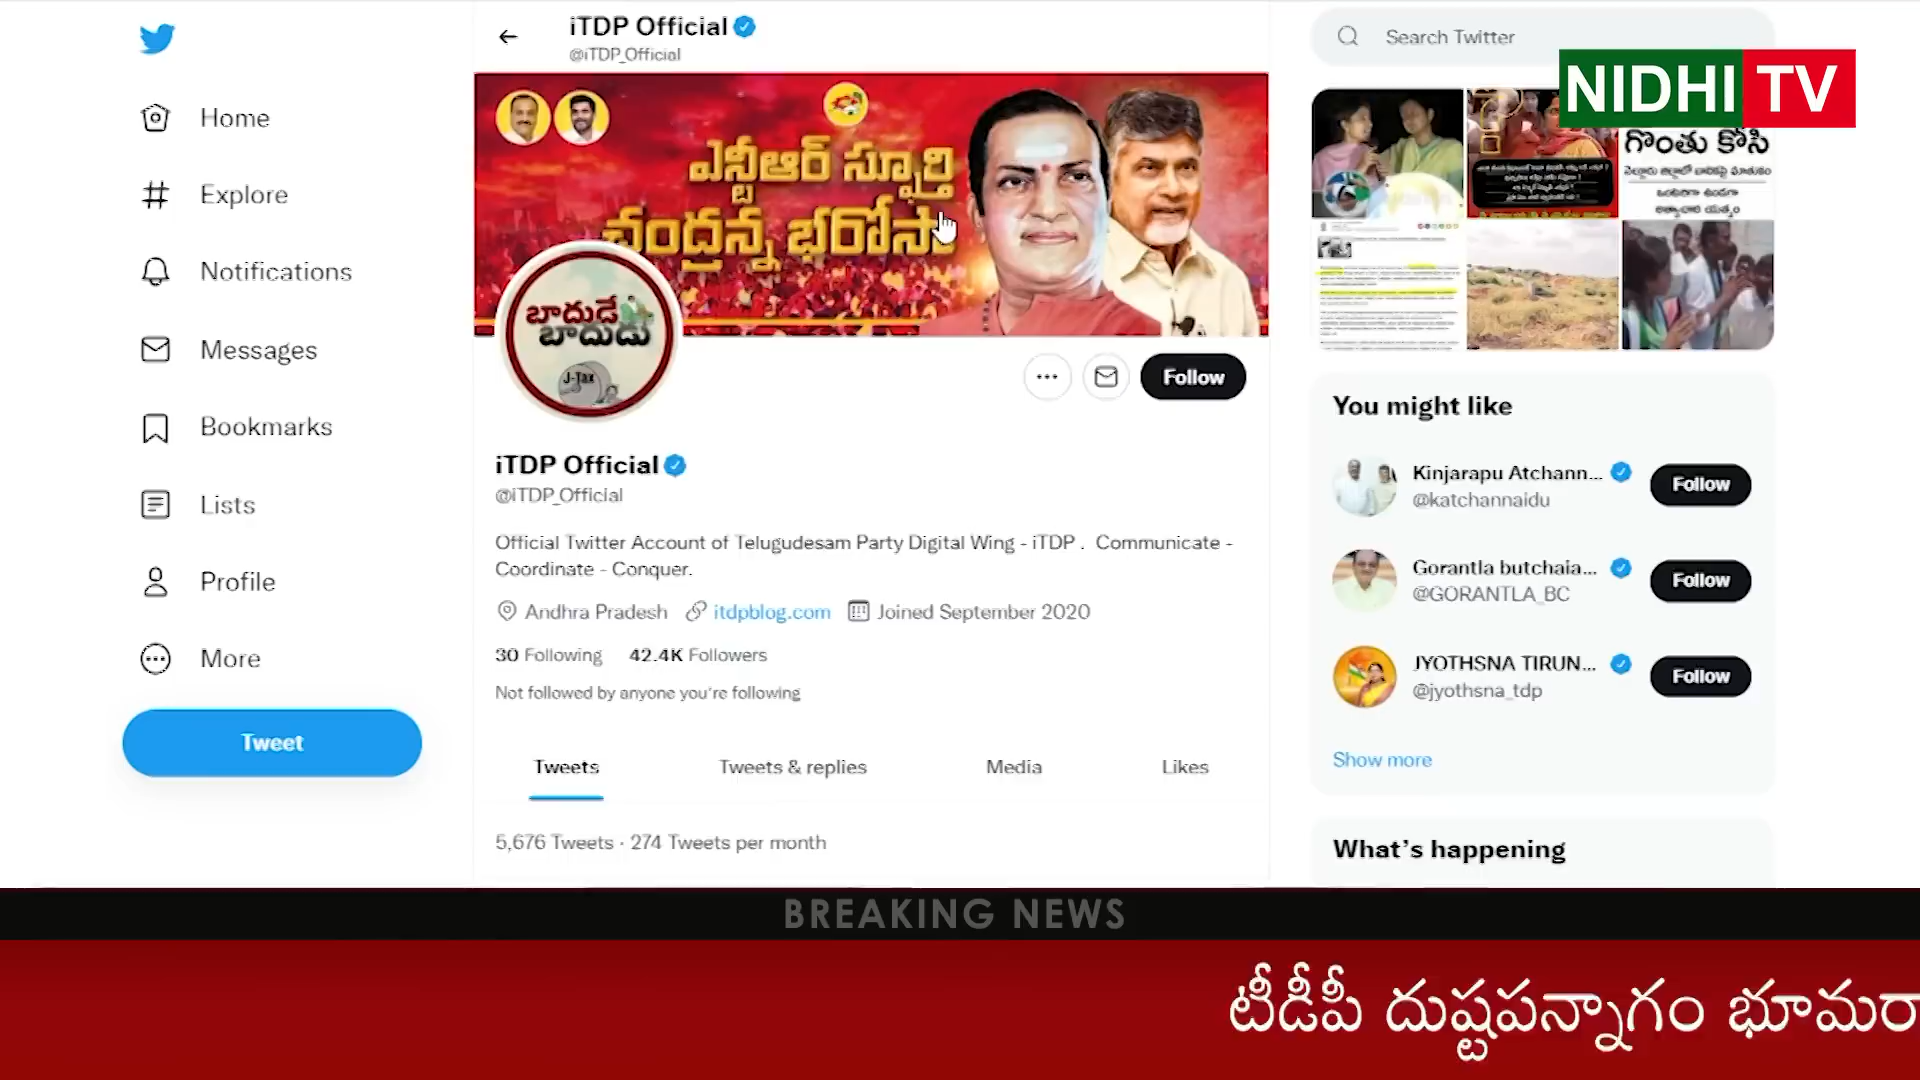 iTDP Official
@iTDP_Official
Search Twitter
NIDHI TV
Home
Explore
Notifications
Messages
Bookmarks
Lists
Profile
More
Tweet
ఎన్టీఆర్ స్ఫూర్తి
చంద్రన్న భరోసా
బాదుడే
బాదుడు
J-Tax
గొంతు కోసి
Follow
iTDP Official
@iTDP_Official
Official Twitter Account of Telugudesam Party Digital Wing - iTDP . Communicate -
Coordinate - Conquer.
Andhra Pradesh itdpblog.com Joined September 2020
30 Following 42.4K Followers
Not followed by anyone you're following
Tweets Tweets & replies Media Likes
5,676 Tweets · 274 Tweets per month
You might like
Kinjarapu Atchann...
@katchannaidu
Follow
Gorantla butchaia...
@GORANTLA_BC
Follow
JYOTHSNA TIRUN...
@jyothsna_tdp
Follow
Show more
What's happening
BREAKING NEWS
టీడీపీ దుష్టపన్నాగం భూమరా